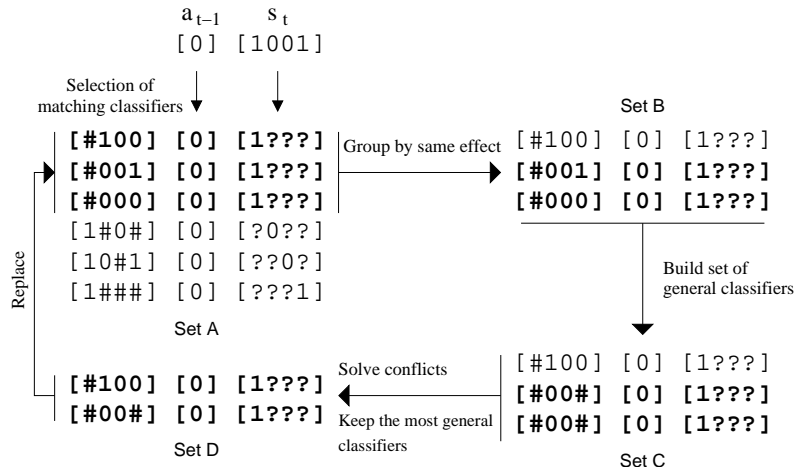 a t−1 s t
[0] [1001]
Selection of
matching classifiers
[#100] [0] [1???]
[#001] [0] [1???]
[#000] [0] [1???]
[1#0#] [0] [?0??]
[10#1] [0] [??0?]
[1###] [0] [???1]
Set A
Group by same effect
Set B
[#100] [0] [1???]
[#001] [0] [1???]
[#000] [0] [1???]
Build set of
general classifiers
[#100] [0] [1???]
[#00#] [0] [1???]
[#00#] [0] [1???]
Set C
Solve conflicts
Keep the most general
classifiers
[#100] [0] [1???]
[#00#] [0] [1???]
Set D
Replace